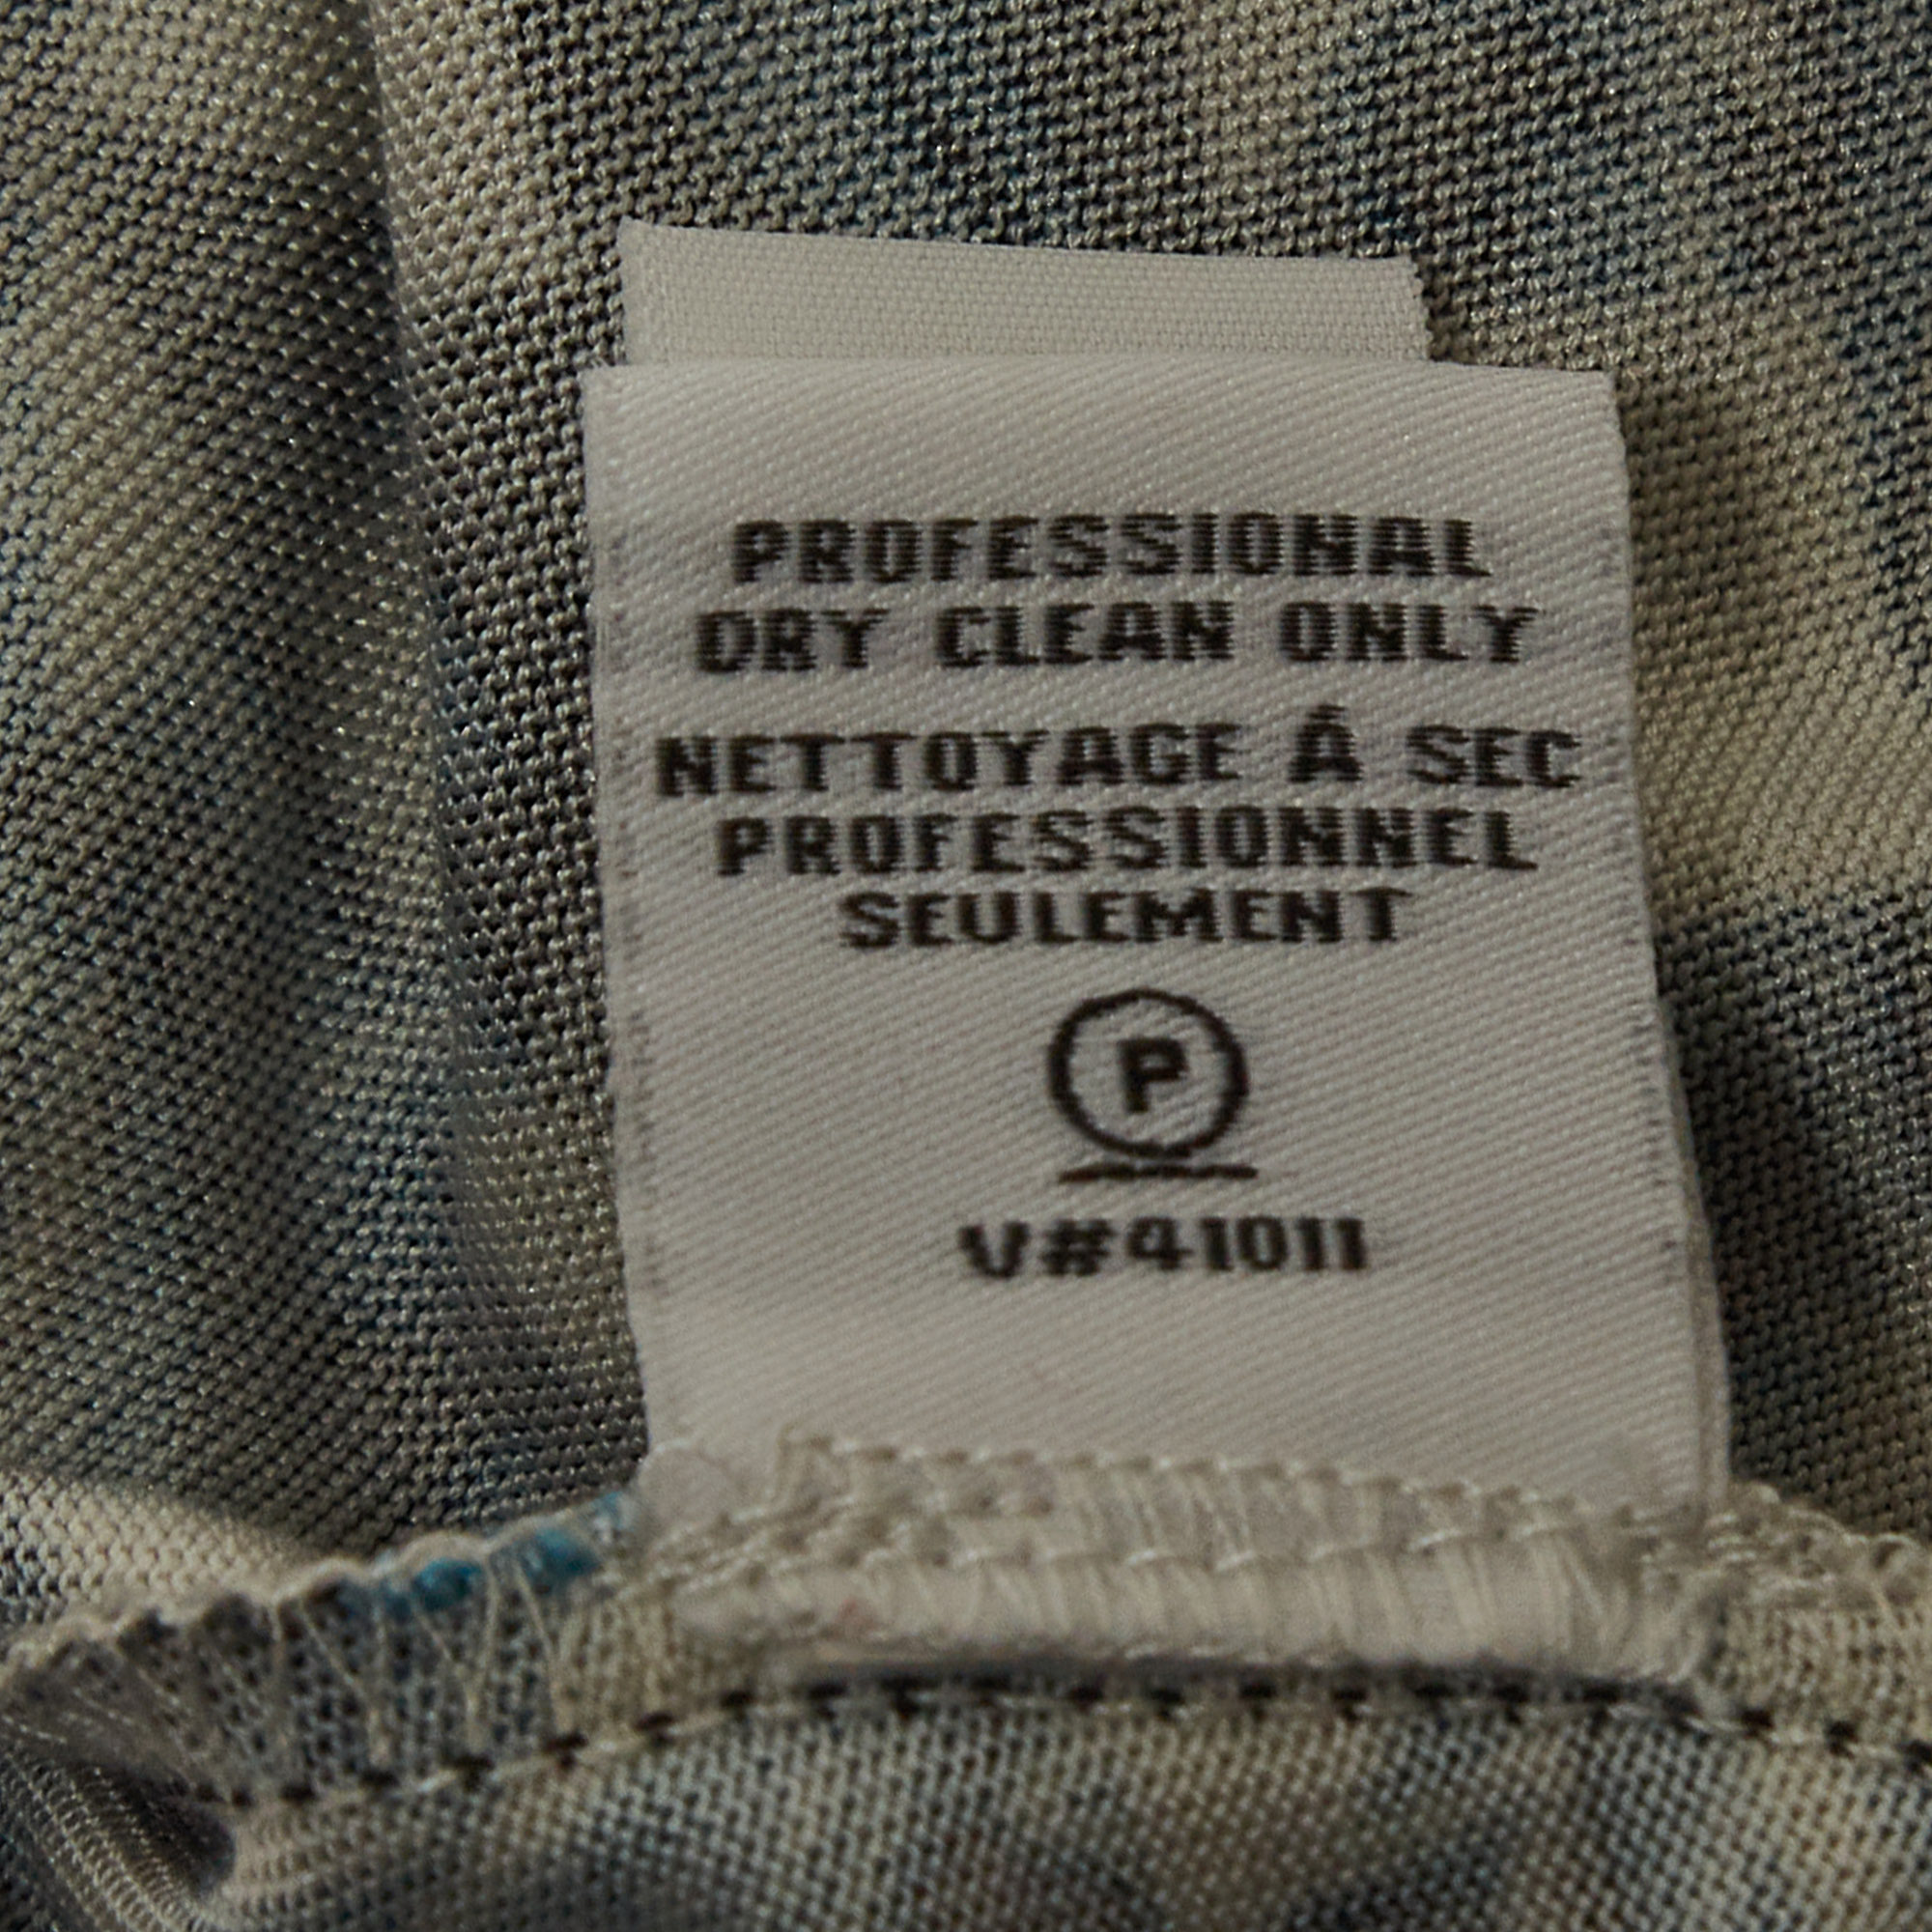 PROFESSIONAL
DRY CLEAN ONLY
NETTOYAGE Á SEC
PROFESSIONNEL
SEULEMENT
P
V#41011